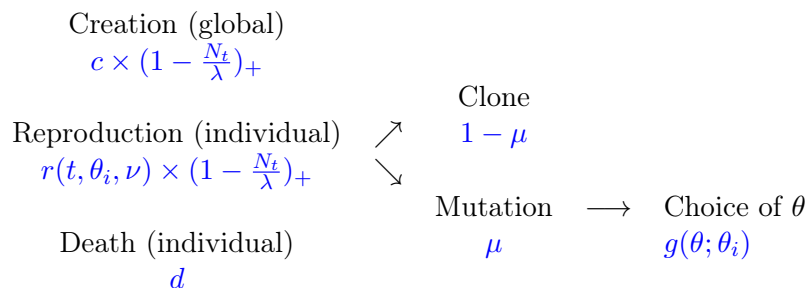 Creation (global)
c × (1 − N_t/λ)_+
Clone
Reproduction (individual) ↗ 1 − μ
r(t, θ_i, ν) × (1 − N_t/λ)_+ ↘
Mutation ⟶ Choice of θ
μ g(θ; θ_i)
Death (individual)
d